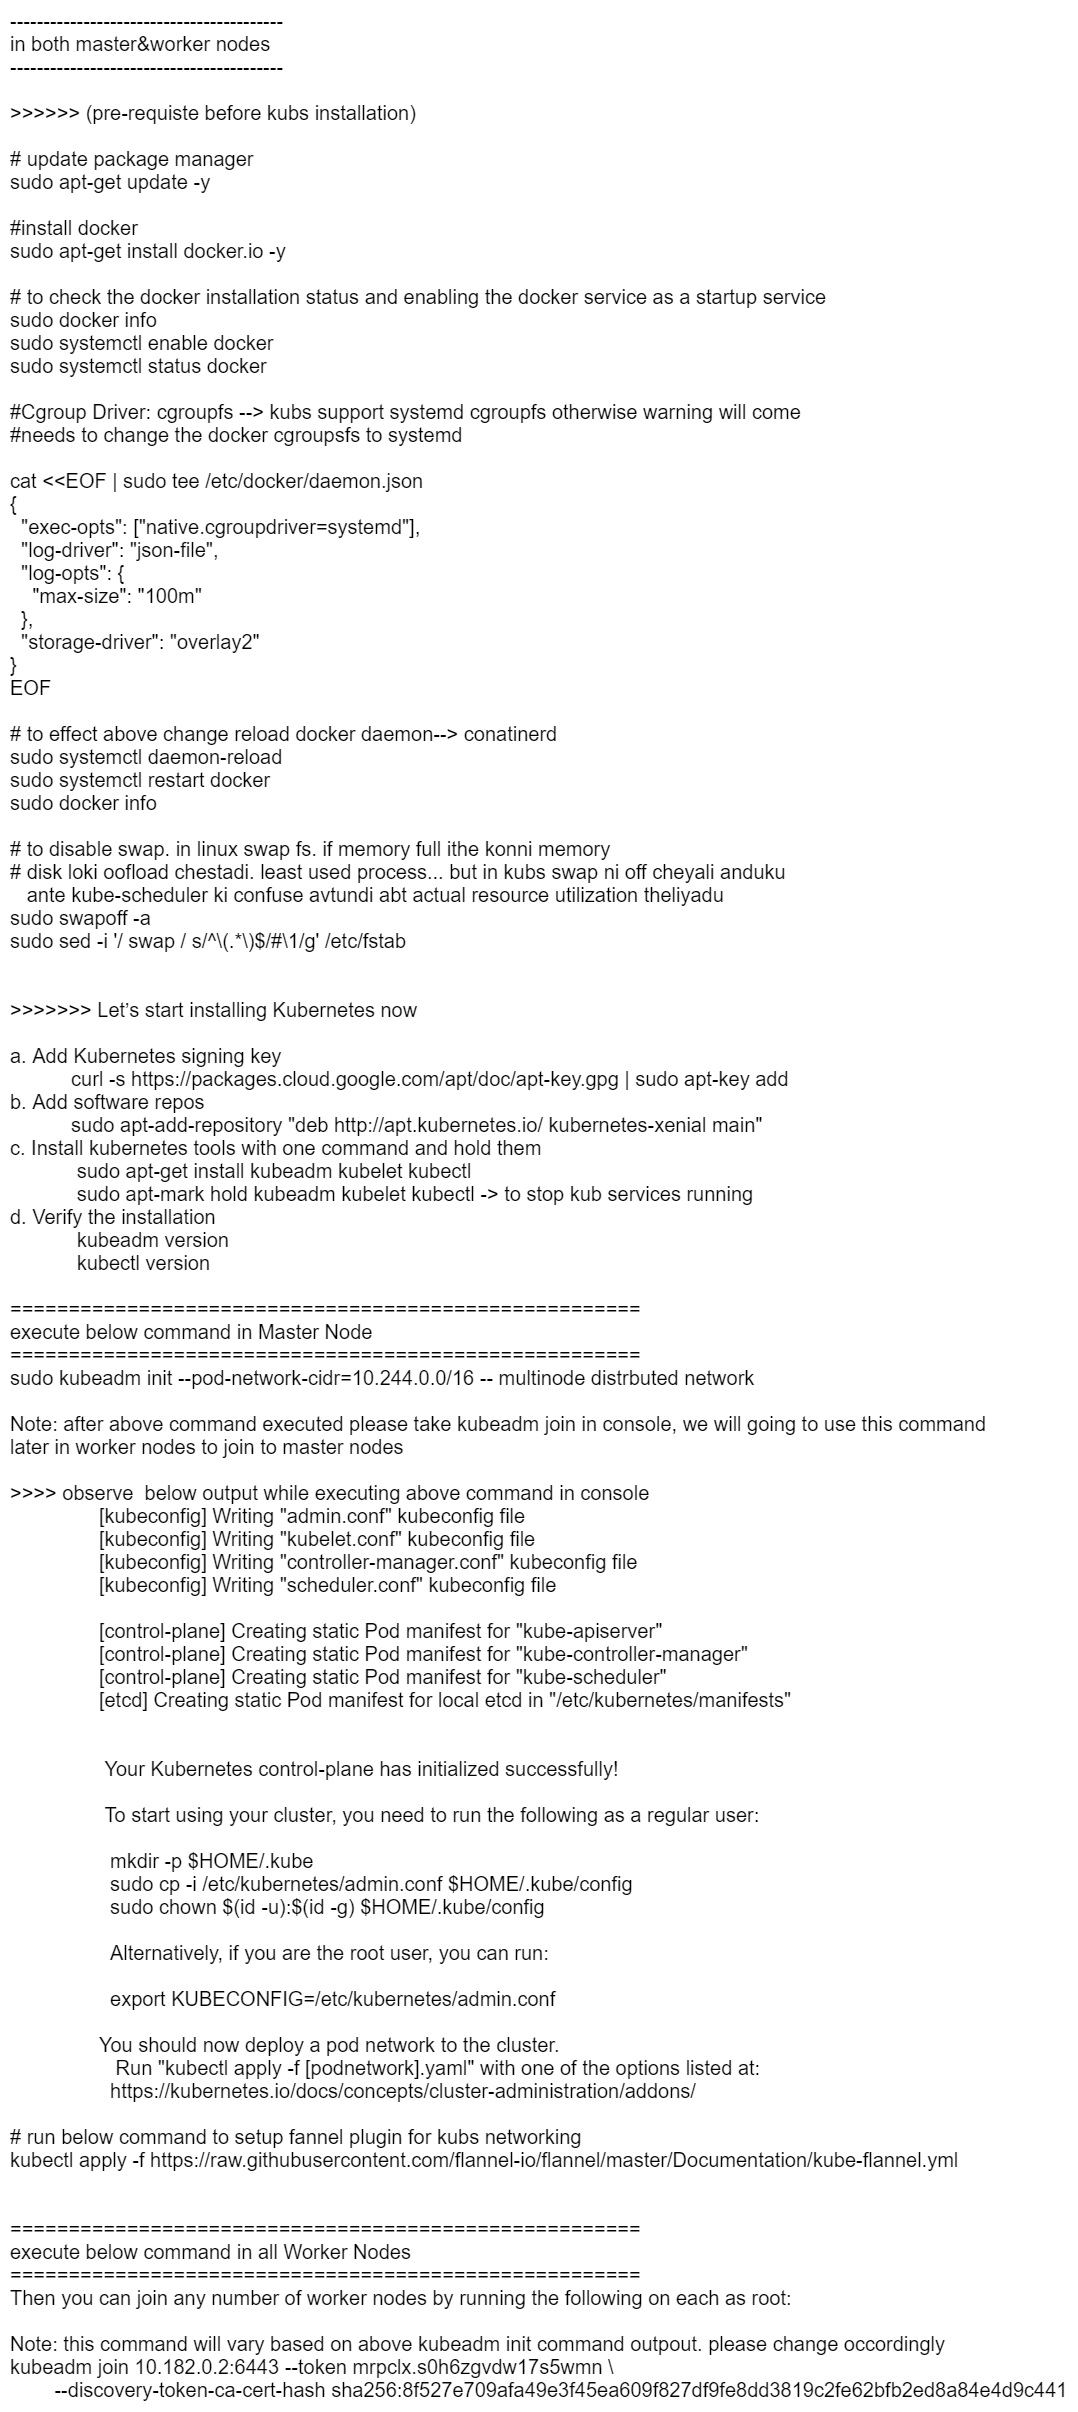 -----------------------------------------
in both master&worker nodes
-----------------------------------------
>>>>>> (pre-requiste before kubs installation)
# update package manager
sudo apt-get update -y
#install docker
sudo apt-get install docker.io -y
# to check the docker installation status and enabling the docker service as a startup service
sudo docker info
sudo systemctl enable docker
sudo systemctl status docker
#Cgroup Driver: cgroupfs --> kubs support systemd cgroupfs otherwise warning will come
#needs to change the docker cgroupsfs to systemd
cat <<EOF | sudo tee /etc/docker/daemon.json
{
"exec-opts": ["native.cgroupdriver=systemd"],
"log-driver": "json-file",
"log-opts": {
"max-size": "100m"
},
"storage-driver": "overlay2"
}
EOF
# to effect above change reload docker daemon--> conatinerd
sudo systemctl daemon-reload
sudo systemctl restart docker
sudo docker info
# to disable swap. in linux swap fs. if memory full ithe konni memory
# disk loki oofload chestadi. least used process... but in kubs swap ni off cheyali anduku
ante kube-scheduler ki confuse avtundi abt actual resource utilization theliyadu
sudo swapoff -a
sudo sed -i '/ swap / s/^\(.*\)$/#\1/g' /etc/fstab
>>>>>>> Let’s start installing Kubernetes now
a. Add Kubernetes signing key
curl -s https://packages.cloud.google.com/apt/doc/apt-key.gpg | sudo apt-key add
b. Add software repos
sudo apt-add-repository "deb http://apt.kubernetes.io/ kubernetes-xenial main"
c. Install kubernetes tools with one command and hold them
sudo apt-get install kubeadm kubelet kubectl
sudo apt-mark hold kubeadm kubelet kubectl -> to stop kub services running
d. Verify the installation
kubeadm version
kubectl version
======================================================
execute below command in Master Node
======================================================
sudo kubeadm init --pod-network-cidr=10.244.0.0/16 -- multinode distrbuted network
Note: after above command executed please take kubeadm join in console, we will going to use this command
later in worker nodes to join to master nodes
>>>> observe  below output while executing above command in console
[kubeconfig] Writing "admin.conf" kubeconfig file
[kubeconfig] Writing "kubelet.conf" kubeconfig file
[kubeconfig] Writing "controller-manager.conf" kubeconfig file
[kubeconfig] Writing "scheduler.conf" kubeconfig file
[control-plane] Creating static Pod manifest for "kube-apiserver"
[control-plane] Creating static Pod manifest for "kube-controller-manager"
[control-plane] Creating static Pod manifest for "kube-scheduler"
[etcd] Creating static Pod manifest for local etcd in "/etc/kubernetes/manifests"
Your Kubernetes control-plane has initialized successfully!
To start using your cluster, you need to run the following as a regular user:
mkdir -p $HOME/.kube
sudo cp -i /etc/kubernetes/admin.conf $HOME/.kube/config
sudo chown $(id -u):$(id -g) $HOME/.kube/config
Alternatively, if you are the root user, you can run:
export KUBECONFIG=/etc/kubernetes/admin.conf
You should now deploy a pod network to the cluster.
Run "kubectl apply -f [podnetwork].yaml" with one of the options listed at:
https://kubernetes.io/docs/concepts/cluster-administration/addons/
# run below command to setup fannel plugin for kubs networking
kubectl apply -f https://raw.githubusercontent.com/flannel-io/flannel/master/Documentation/kube-flannel.yml
======================================================
execute below command in all Worker Nodes
======================================================
Then you can join any number of worker nodes by running the following on each as root:
Note: this command will vary based on above kubeadm init command outpout. please change occordingly
kubeadm join 10.182.0.2:6443 --token mrpclx.s0h6zgvdw17s5wmn \
--discovery-token-ca-cert-hash sha256:8f527e709afa49e3f45ea609f827df9fe8dd3819c2fe62bfb2ed8a84e4d9c441